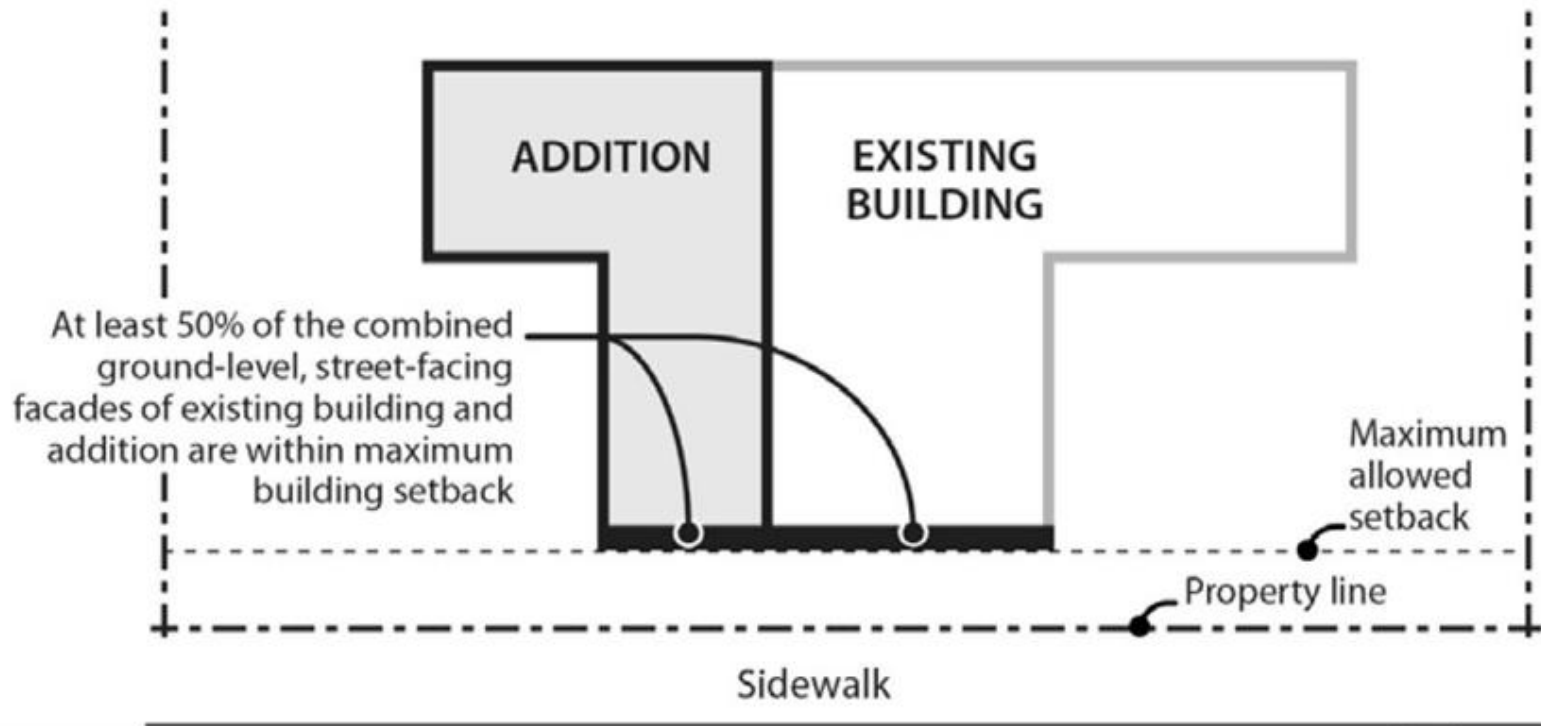 ADDITION
EXISTING
BUILDING
At least 50% of the combined
ground-level, street-facing
facades of existing building and
addition are within maximum
building setback
Maximum
allowed
setback
Property line
Sidewalk